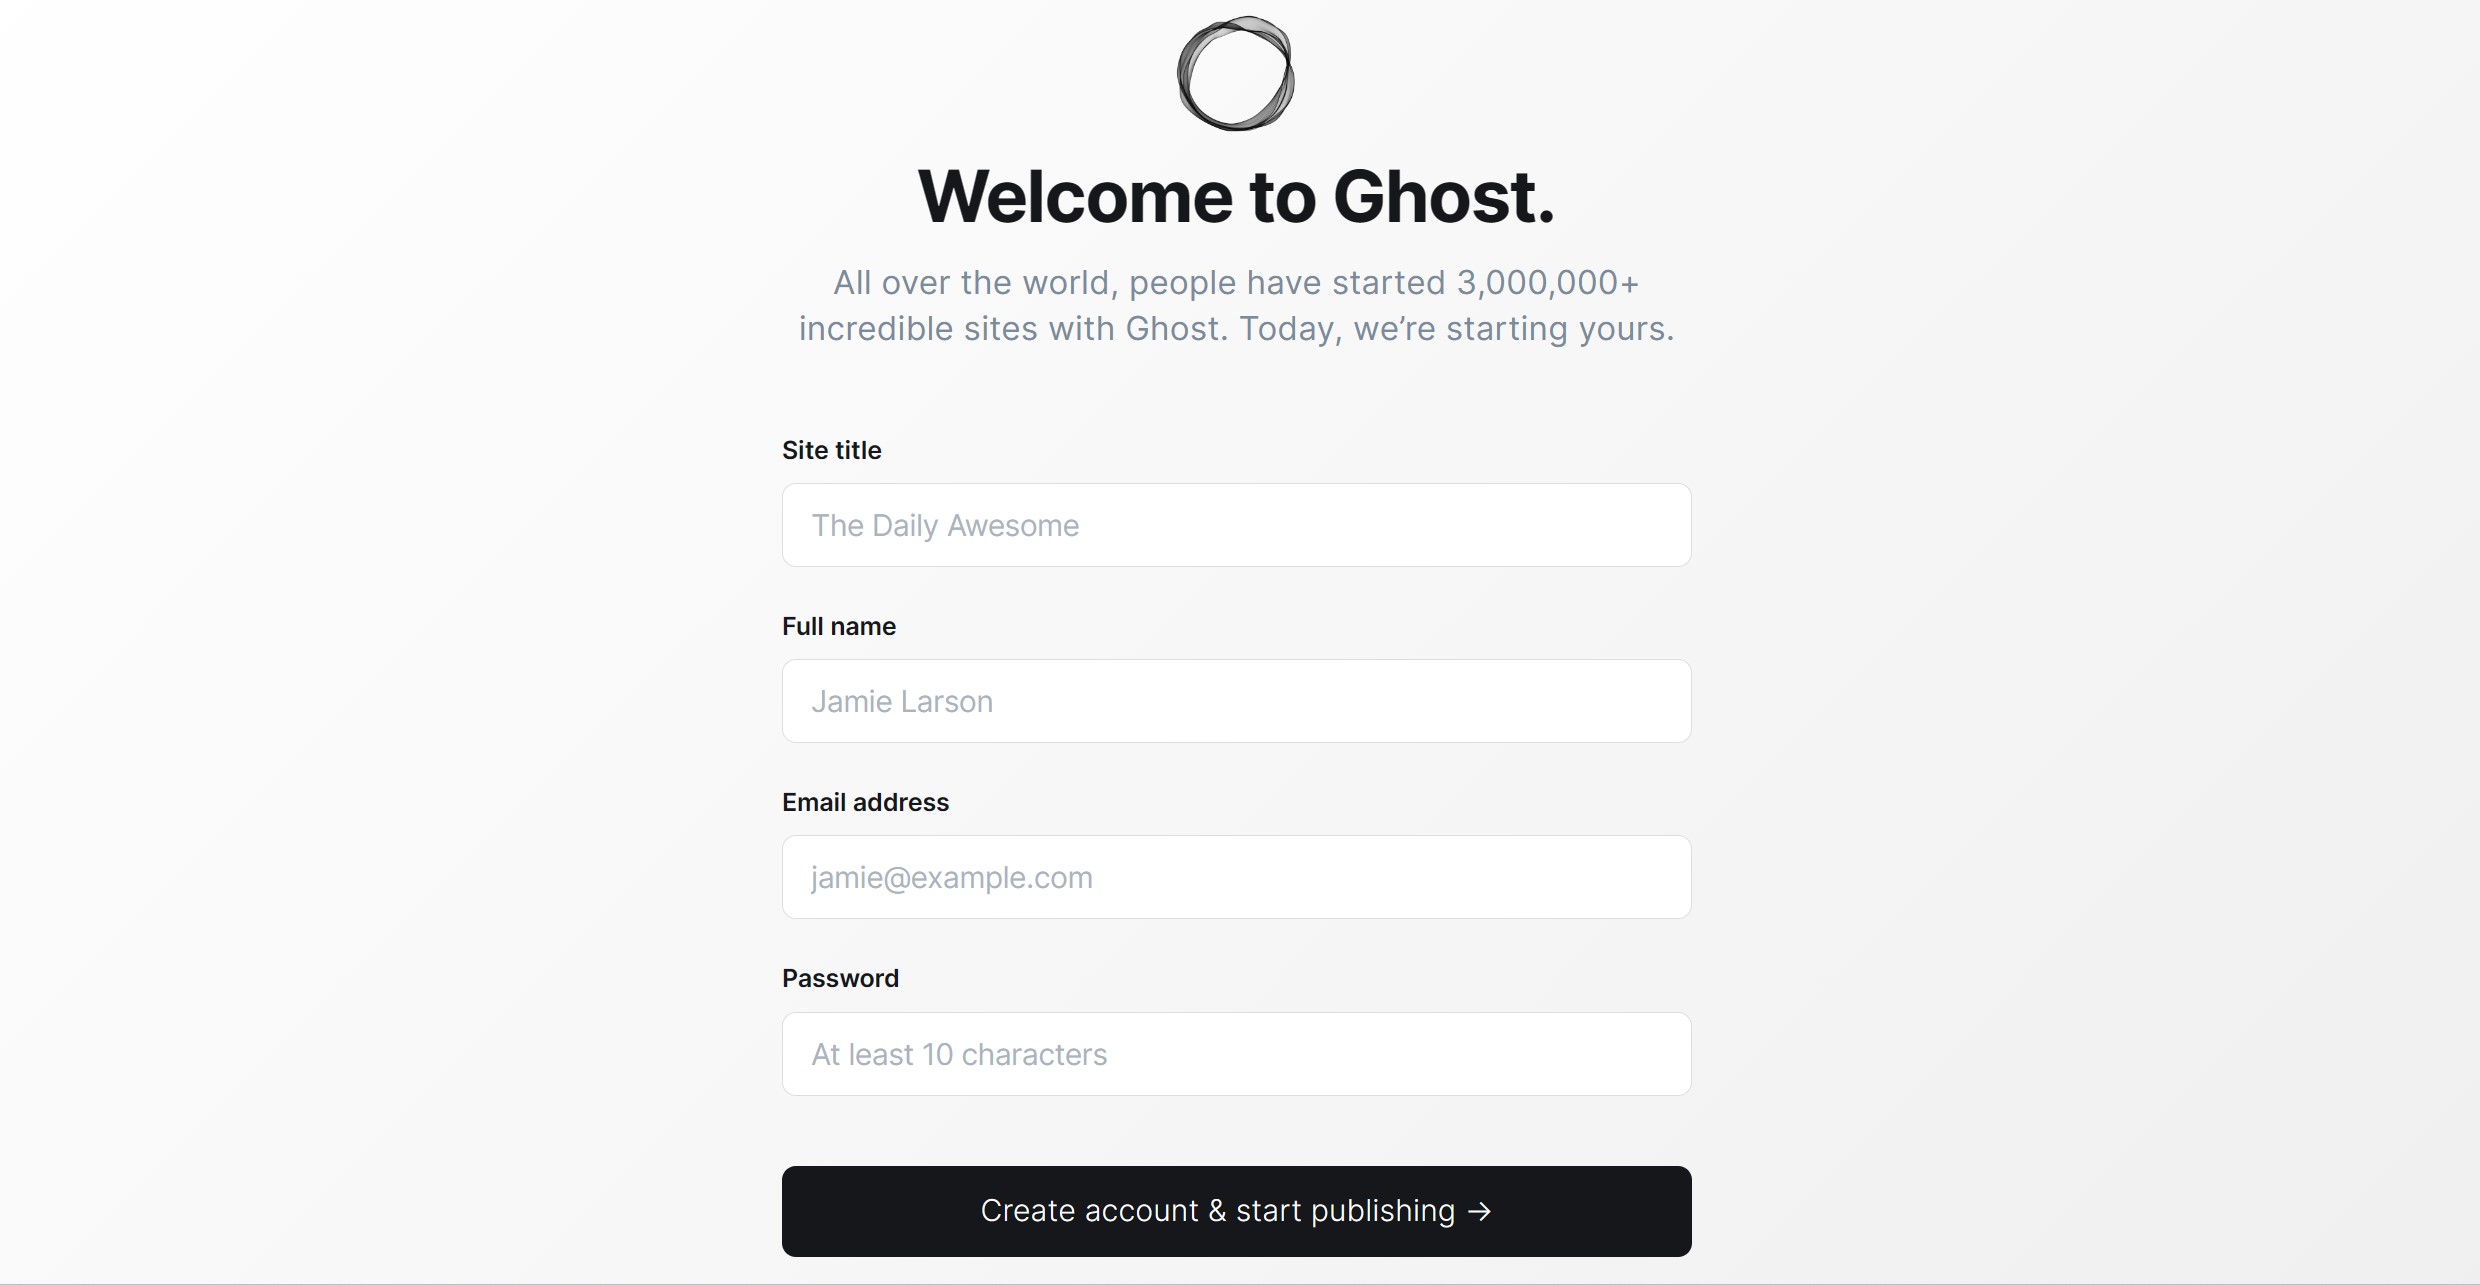 Welcome to Ghost.
All over the world, people have started 3,000,000+
incredible sites with Ghost. Today, we’re starting yours.
Site title
The Daily Awesome
Full name
Jamie Larson
Email address
jamie@example.com
Password
At least 10 characters
Create account & start publishing →